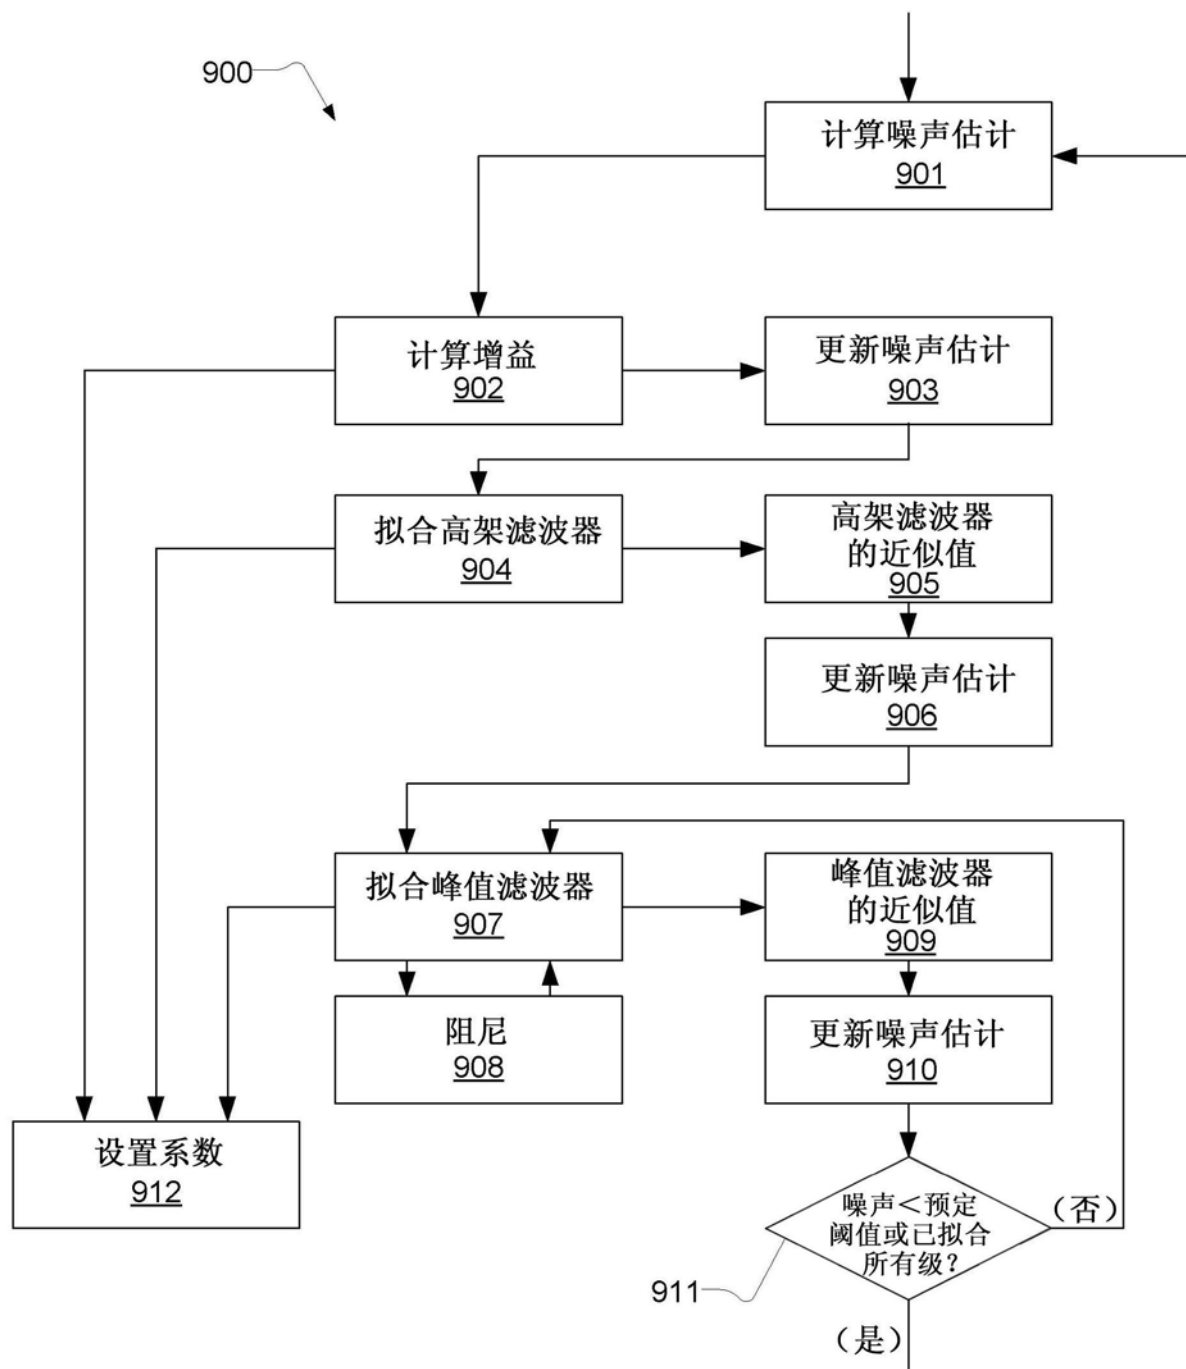 900
计算噪声估计
901
计算增益
902
更新噪声估计
903
拟合高架滤波器
904
高架滤波器
的近似值
905
更新噪声估计
906
拟合峰值滤波器
907
峰值滤波器
的近似值
909
阻尼
908
更新噪声估计
910
设置系数
912
噪声＜预定
阈值或已拟合
所有级?
（否）
911
（是）